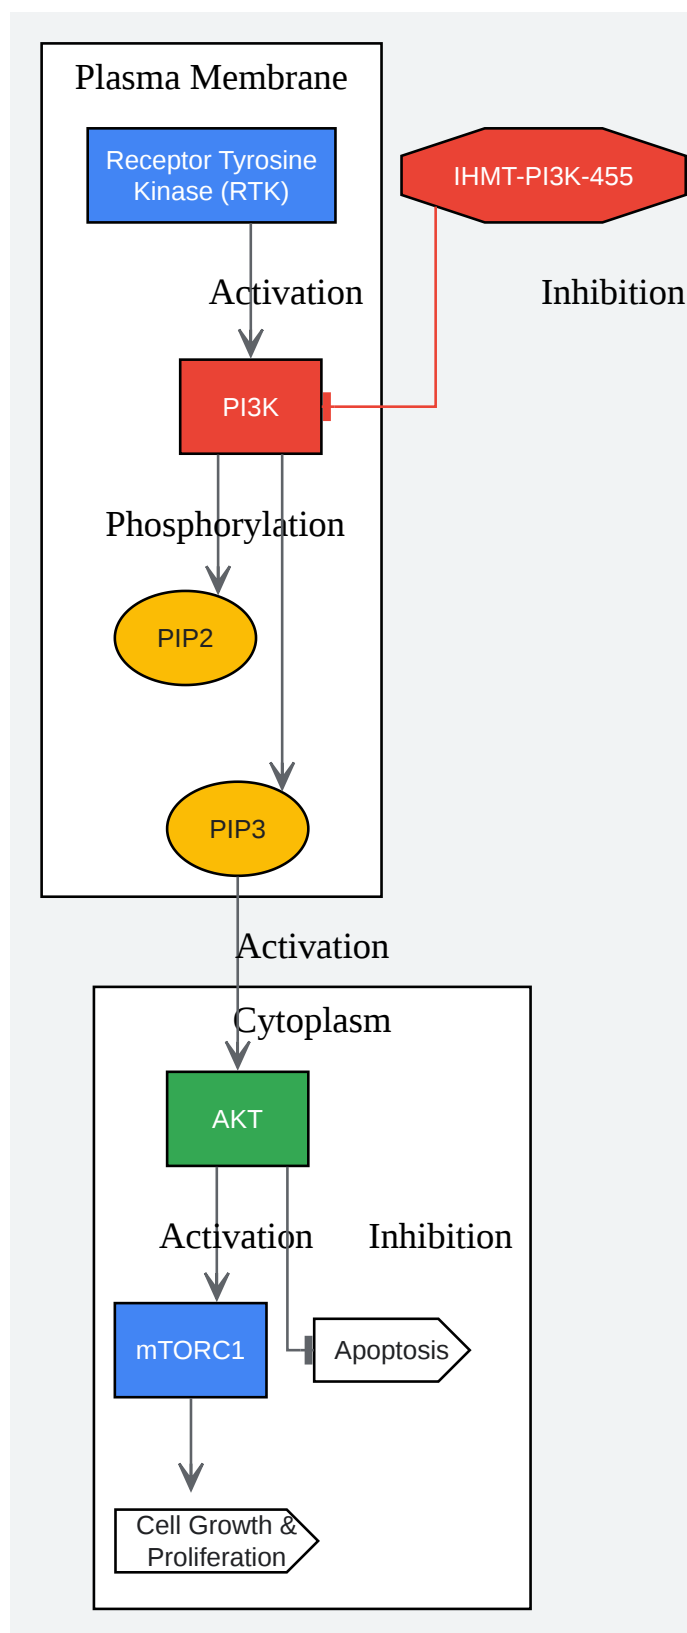 Plasma Membrane
Receptor Tyrosine
Kinase (RTK)
IHMT-PI3K-455
Activation
Inhibition
PI3K
Phosphorylation
PIP2
PIP3
Activation
Cytoplasm
AKT
Activation
Inhibition
mTORC1
Apoptosis
Cell Growth &
Proliferation